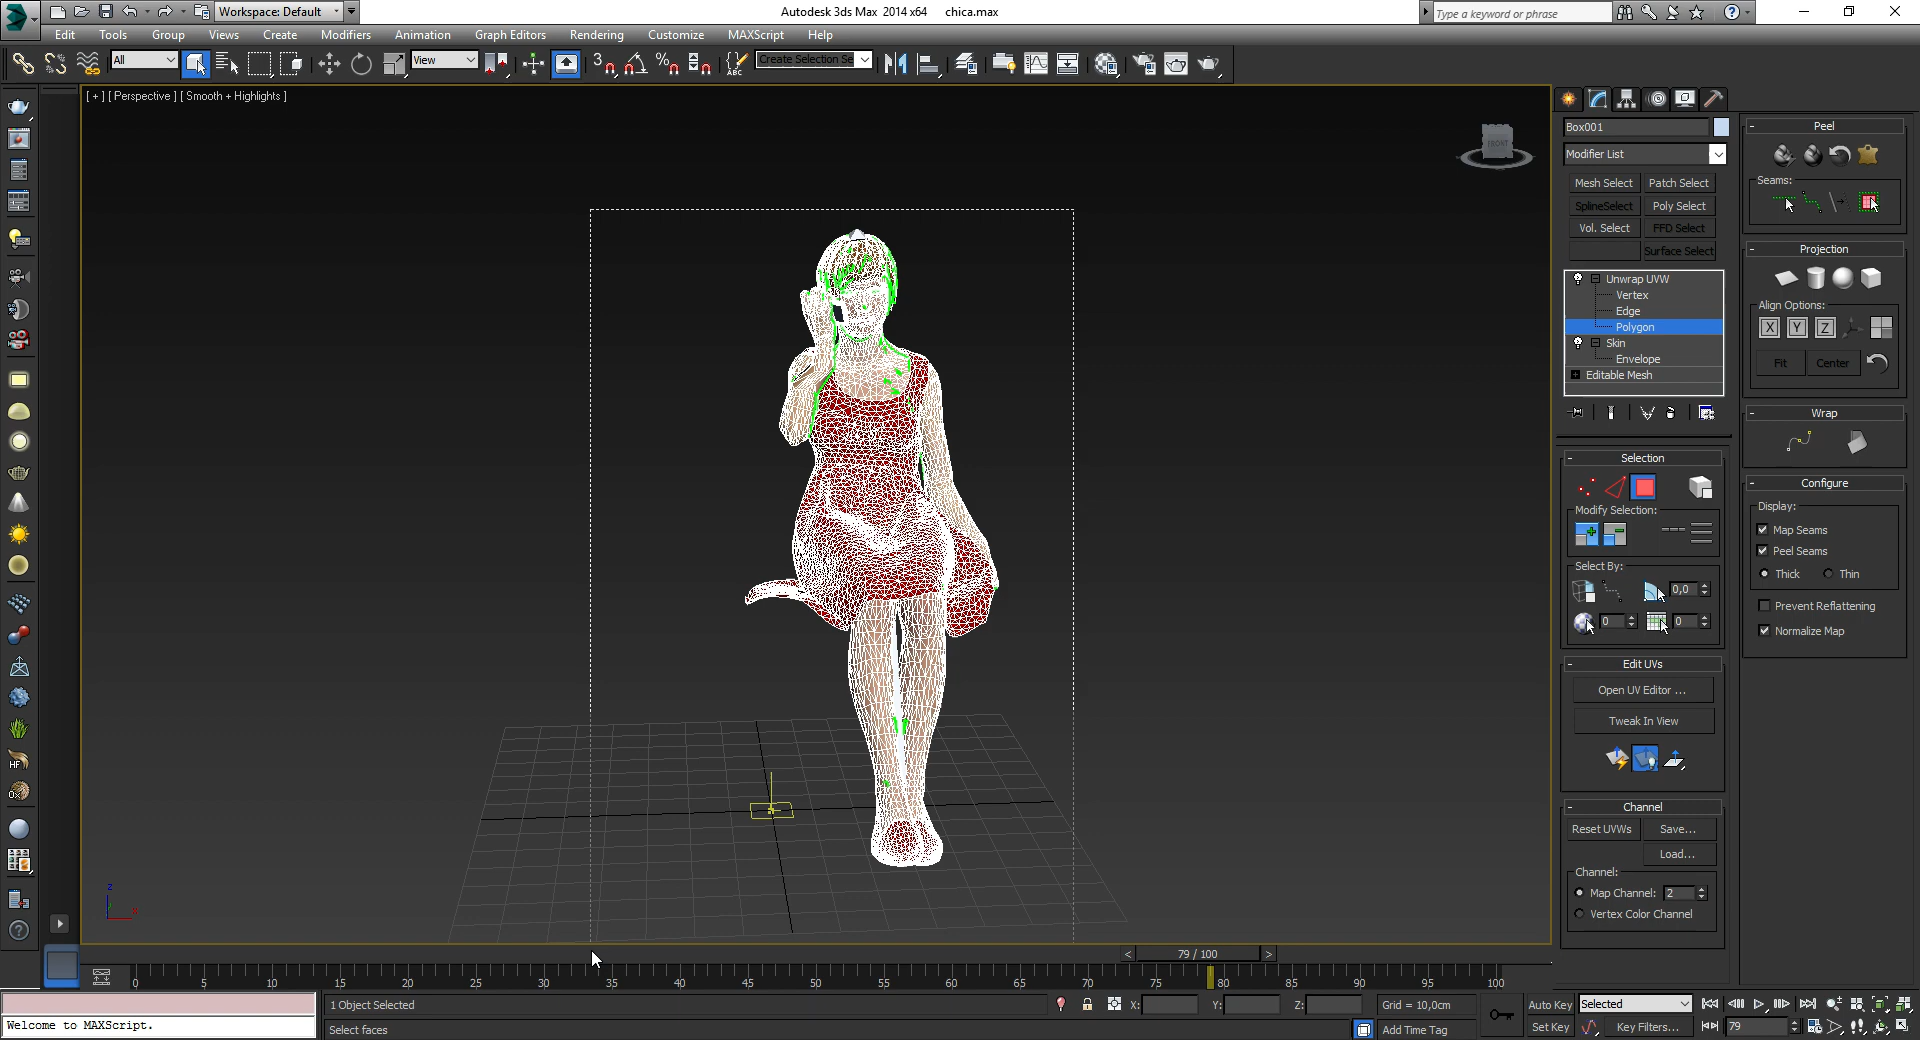 Workspace: Default
Autodesk 3ds Max 2014 x64 chica.max
Type a keyword or phrase
Edit Tools Group Views Create Modifiers Animation Graph Editors Rendering Customize MAXScript Help
All
View
Create Selection Se
[ + ] [ Perspective ] [ Smooth + Highlights ]
FRONT
Box001
Modifier List
Mesh Select Patch Select
SplineSelect Poly Select
Vol. Select FFD Select
Surface Select
Unwrap UVW
Vertex
Edge
Polygon
Skin
Envelope
Editable Mesh
Selection
Modify Selection:
Select By:
0,0
0 0
Edit UVs
Open UV Editor ...
Tweak In View
Channel
Reset UVWs Save...
Load...
Channel:
Map Channel: 2
Vertex Color Channel
Peel
Seams:
Projection
Align Options:
X Y Z
Fit Center
Wrap
Configure
Display:
Map Seams
Peel Seams
Thick Thin
Prevent Reflattening
Normalize Map
z
x
HF
< 79 / 100 >
0 5 10 15 20 25 30 35 40 45 50 55 60 65 70 75 80 85 90 95 100
1 Object Selected
X: Y: Z: Grid = 10,0cm
Auto Key Selected
Welcome to MAXScript.
Select faces
Add Time Tag
Set Key Key Filters... 79